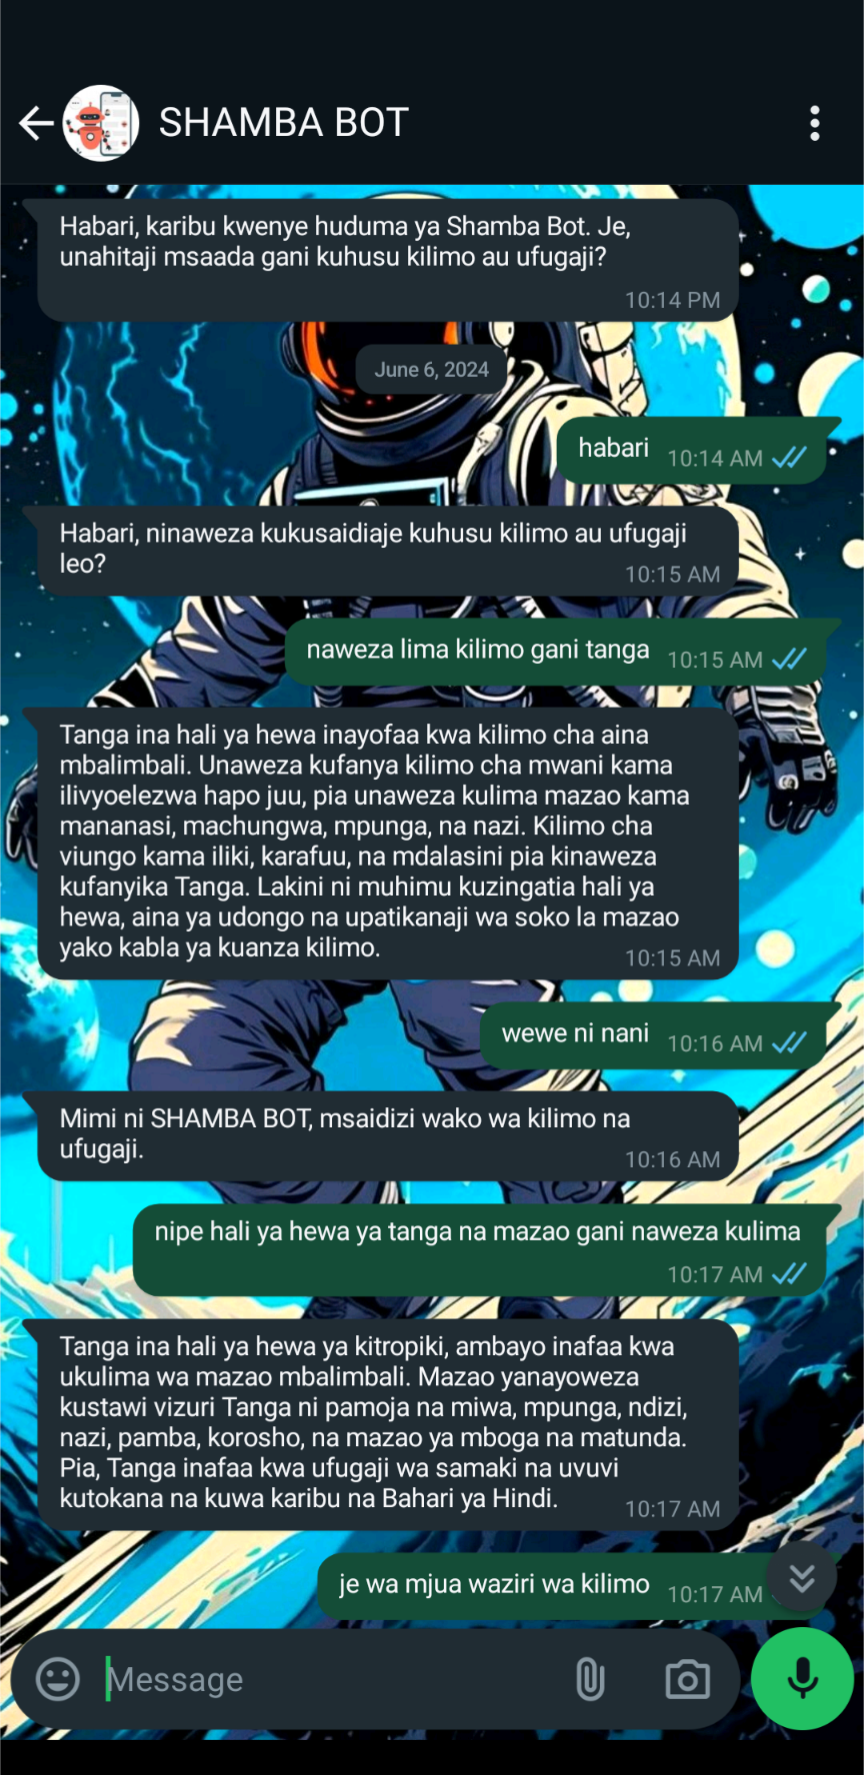 SHAMBA BOT
Habari, karibu kwenye huduma ya Shamba Bot. Je,
unahitaji msaada gani kuhusu kilimo au ufugaji?
10:14 PM
June 6, 2024
habari 10:14 AM
Habari, ninaweza kukusaidiaje kuhusu kilimo au ufugaji
leo?
10:15 AM
naweza lima kilimo gani tanga 10:15 AM
Tanga ina hali ya hewa inayofaa kwa kilimo cha aina
mbalimbali. Unaweza kufanya kilimo cha mwani kama
ilivyoelezwa hapo juu, pia unaweza kulima mazao kama
mananasi, machungwa, mpunga, na nazi. Kilimo cha
viungo kama iliki, karafuu, na mdalasini pia kinaweza
kufanyika Tanga. Lakini ni muhimu kuzingatia hali ya
hewa, aina ya udongo na upatikanaji wa soko la mazao
yako kabla ya kuanza kilimo.
10:15 AM
wewe ni nani 10:16 AM
Mimi ni SHAMBA BOT, msaidizi wako wa kilimo na
ufugaji.
10:16 AM
nipe hali ya hewa ya tanga na mazao gani naweza kulima
10:17 AM
Tanga ina hali ya hewa ya kitropiki, ambayo inafaa kwa
ukulima wa mazao mbalimbali. Mazao yanayoweza
kustawi vizuri Tanga ni pamoja na miwa, mpunga, ndizi,
nazi, pamba, korosho, na mazao ya mboga na matunda.
Pia, Tanga inafaa kwa ufugaji wa samaki na uvuvi
kutokana na kuwa karibu na Bahari ya Hindi.
10:17 AM
je wa mjua waziri wa kilimo 10:17 AM
Message